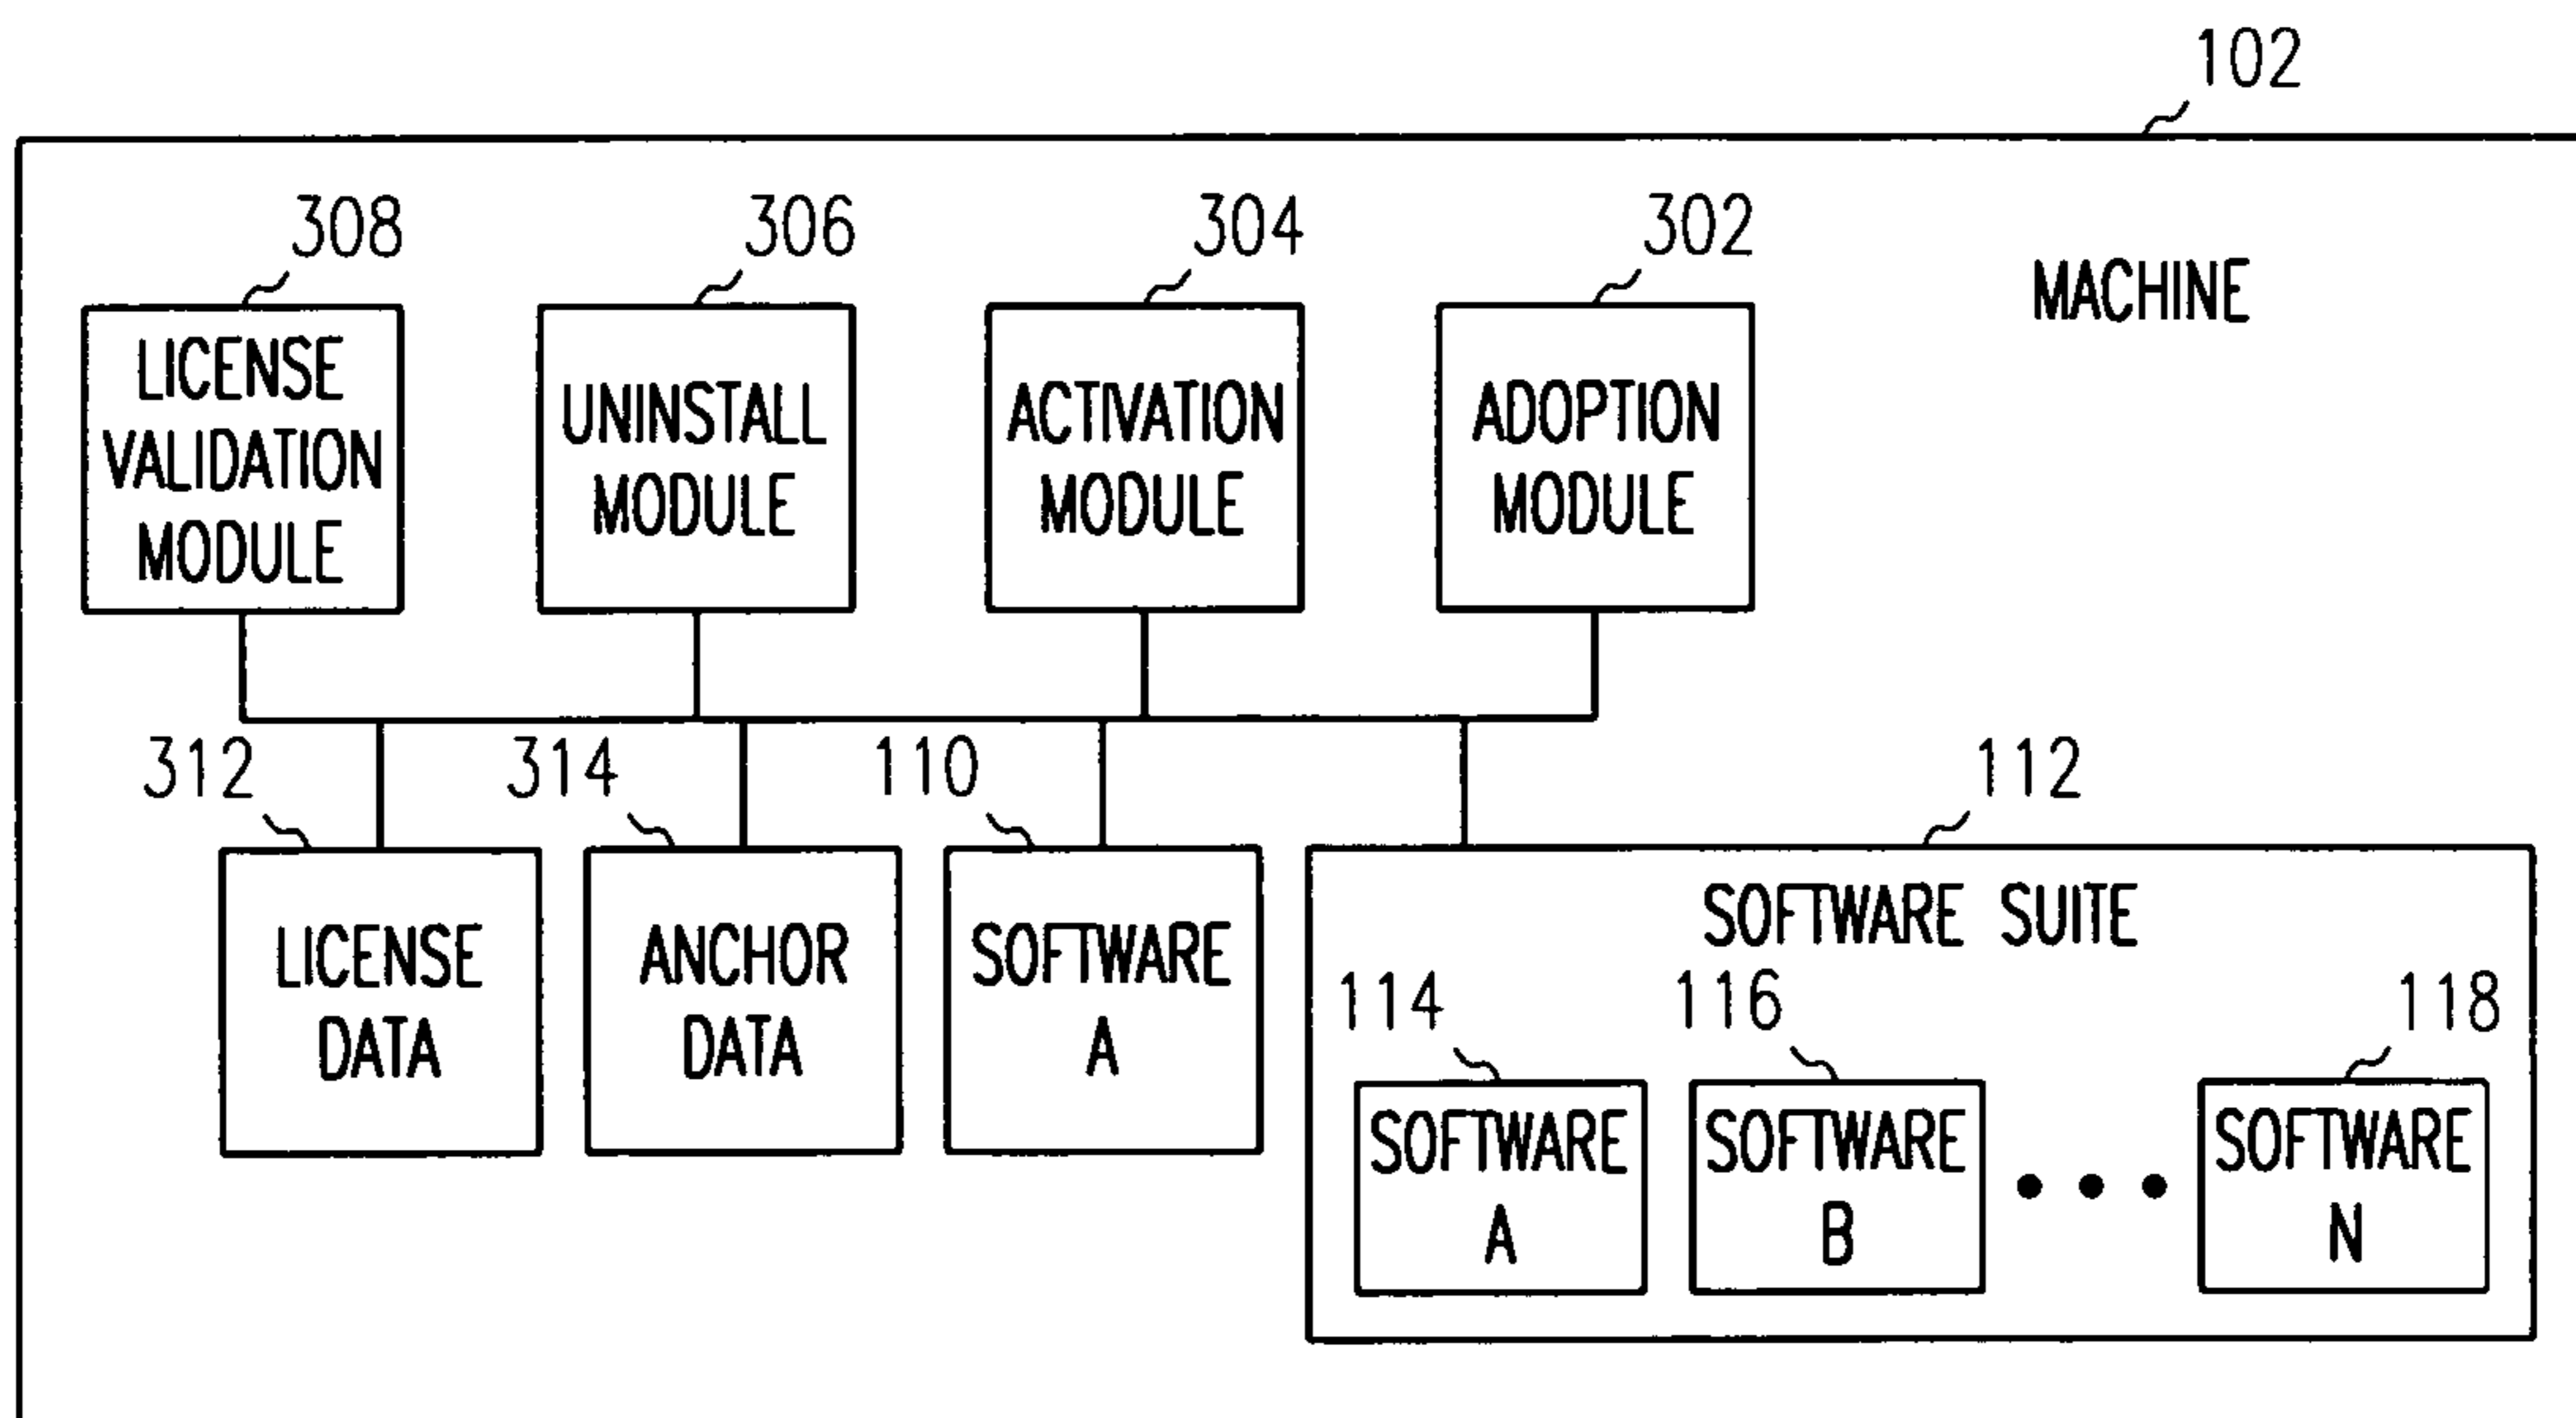 102
308
306
304
302
MACHINE
LICENSE
VALIDATION
MODULE
UNINSTALL
MODULE
ACTIVATION
MODULE
ADOPTION
MODULE
312
314
110
112
LICENSE
DATA
ANCHOR
DATA
SOFTWARE
A
SOFTWARE SUITE
114
116
118
SOFTWARE
A
SOFTWARE
B
SOFTWARE
N